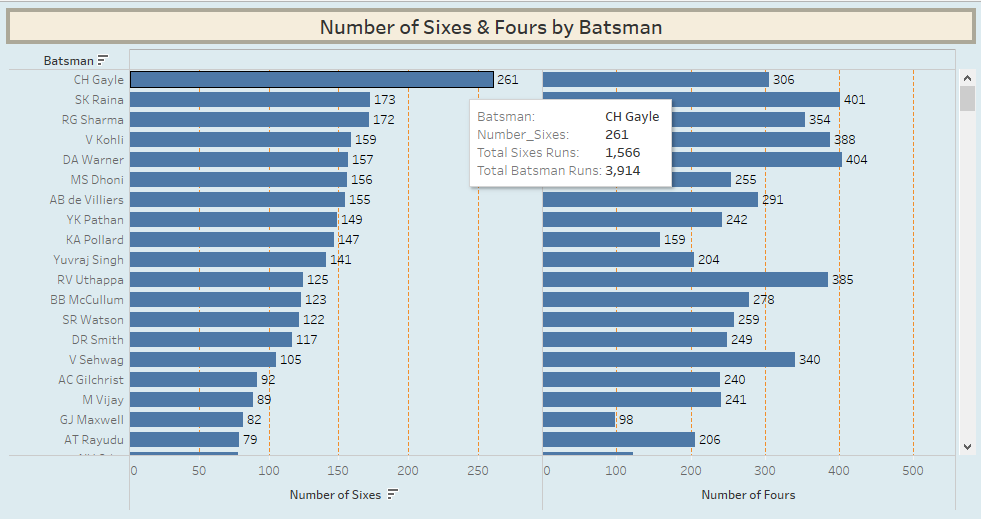 Number of Sixes & Fours by Batsman
Batsman
CH Gayle 261 306
SK Raina 173 401
RG Sharma 172 354
V Kohli 159 388
DA Warner 157 404
MS Dhoni 156 255
AB de Villiers 155 291
YK Pathan 149 242
KA Pollard 147 159
Yuvraj Singh 141 204
RV Uthappa 125 385
BB McCullum 123 278
SR Watson 122 259
DR Smith 117 249
V Sehwag 105 340
AC Gilchrist 92 240
M Vijay 89 241
GJ Maxwell 82 98
AT Rayudu 79 206
Batsman: CH Gayle
Number_Sixes: 261
Total Sixes Runs: 1,566
Total Batsman Runs: 3,914
0 50 100 150 200 250 0 100 200 300 400 500
Number of Sixes Number of Fours